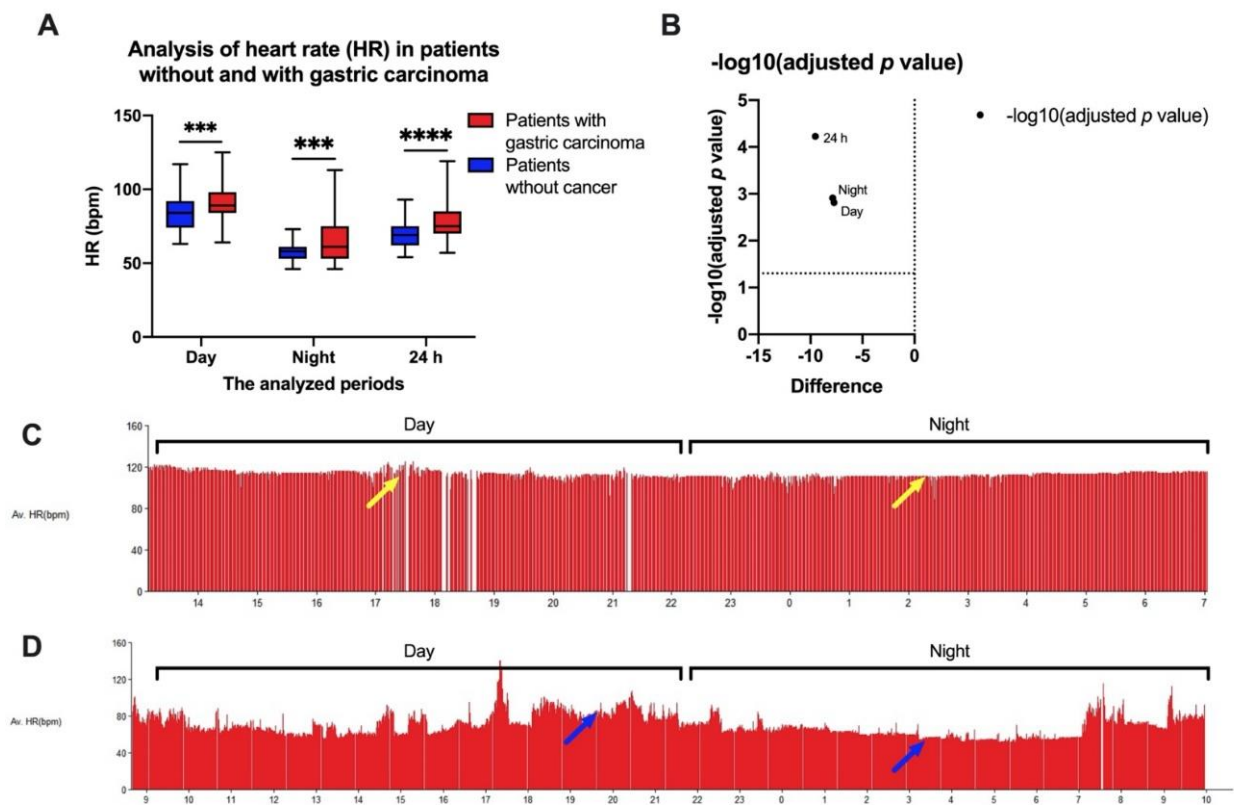 A
Analysis of heart rate (HR) in patients
without and with gastric carcinoma
150
100
50
0
HR (bpm)
***
***
****
Day
Night
24 h
The analyzed periods
Patients with
gastric carcinoma
Patients
wthout cancer
B
-log10(adjusted p value)
-log10(adjusted p value)
5
4
3
2
1
0
24 h
Night
Day
-15
-10
-5
0
Difference
-log10(adjusted p value)
C
Day
Night
160
120
80
40
0
Av. HR(bpm)
14 15 16 17 18 19 20 21 22 23 0 1 2 3 4 5 6 7
D
Day
Night
160
120
80
40
0
Av. HR(bpm)
9 10 11 12 13 14 15 16 17 18 19 20 21 22 23 0 1 2 3 4 5 6 7 8 9 10